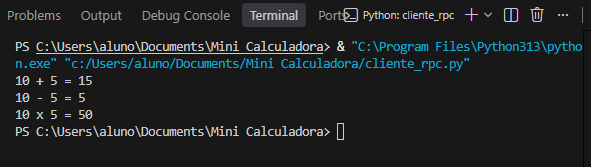 Problems Output Debug Console Terminal Ports Python: cliente_rpc
PS C:\Users\aluno\Documents\Mini Calculadora> & "C:\Program Files\Python313\pytho
n.exe" "c:/Users/aluno/Documents/Mini Calculadora/cliente_rpc.py"
10 + 5 = 15
10 - 5 = 5
10 x 5 = 50
PS C:\Users\aluno\Documents\Mini Calculadora>